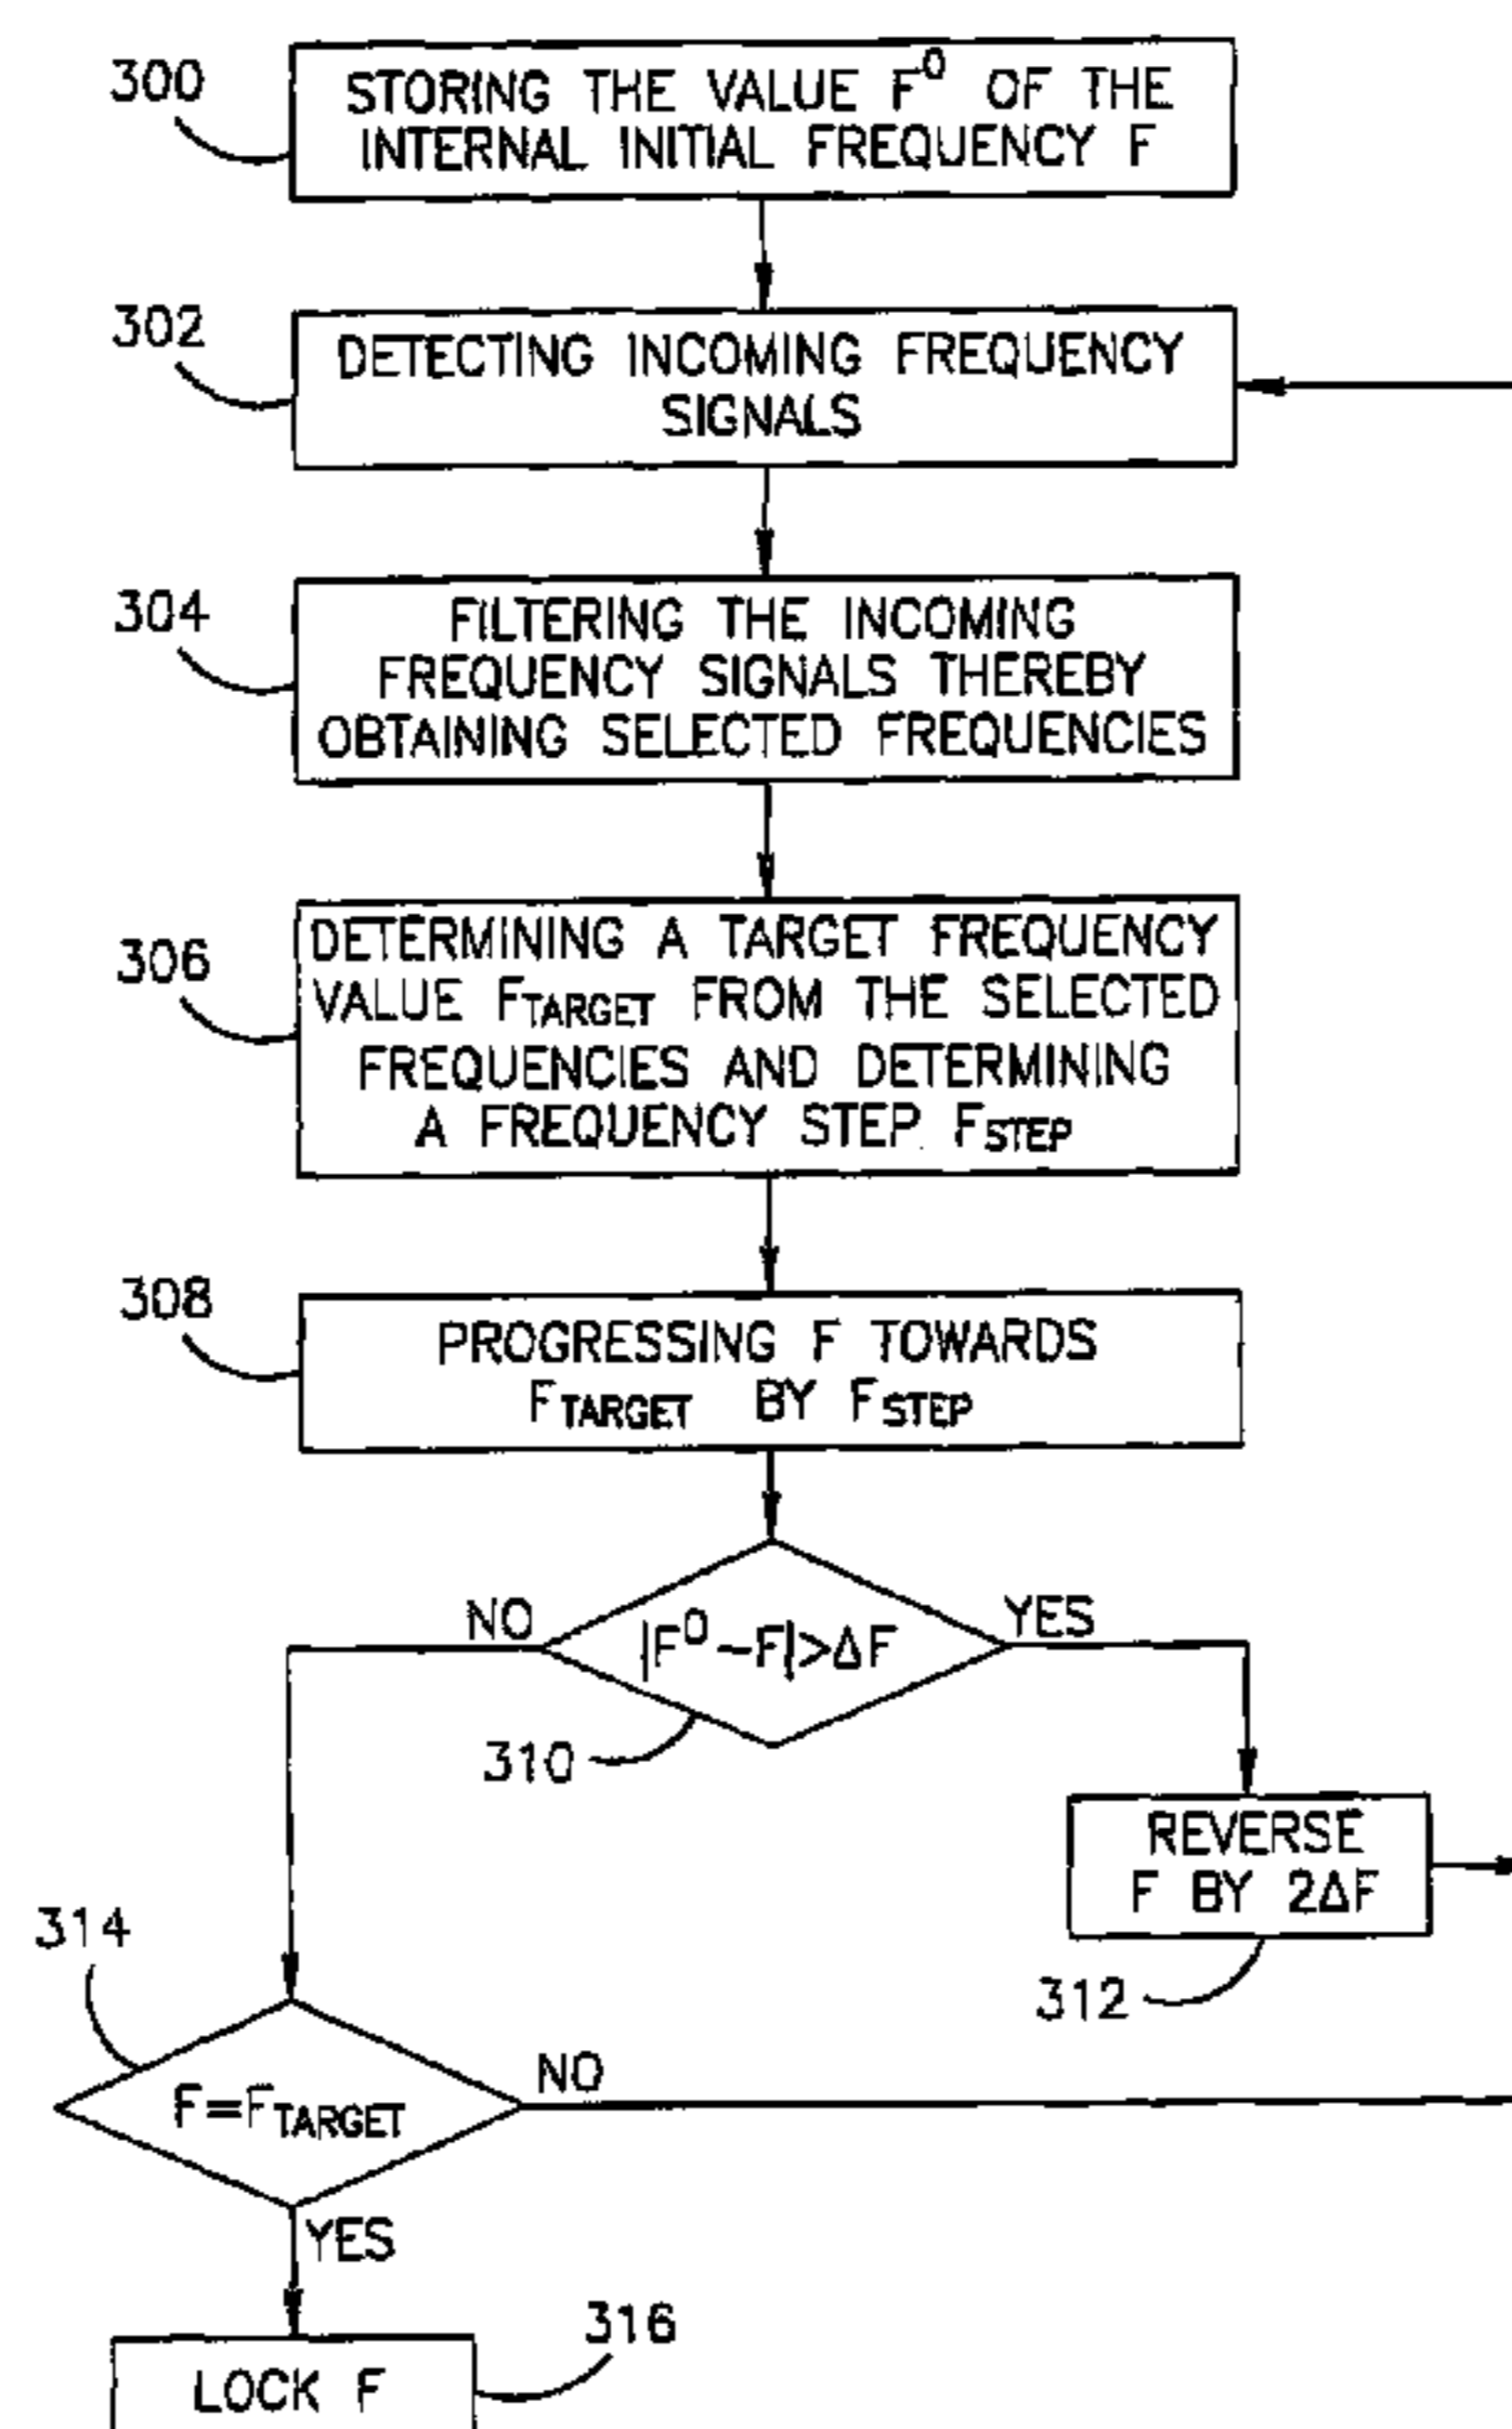 300
STORING THE VALUE F⁰ OF THE
INTERNAL INITIAL FREQUENCY F
302
DETECTING INCOMING FREQUENCY
SIGNALS
304
FILTERING THE INCOMING
FREQUENCY SIGNALS THEREBY
OBTAINING SELECTED FREQUENCIES
306
DETERMINING A TARGET FREQUENCY
VALUE FTARGET FROM THE SELECTED
FREQUENCIES AND DETERMINING
A FREQUENCY STEP FSTEP
308
PROGRESSING F TOWARDS
FTARGET BY FSTEP
NO
|F⁰-F|>ΔF
YES
310
REVERSE
F BY 2ΔF
312
314
F=FTARGET
NO
YES
316
LOCK F